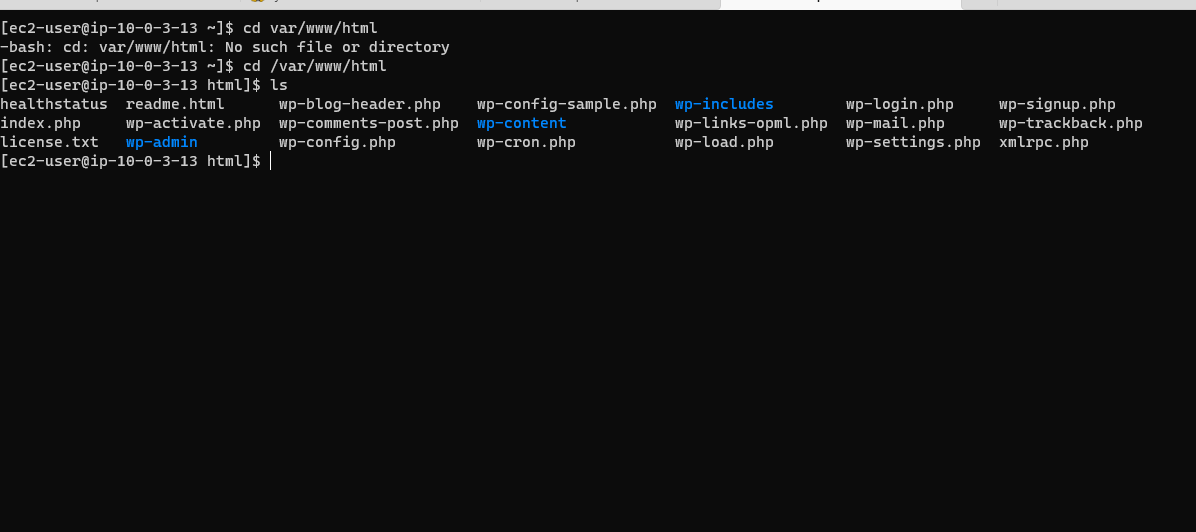 [ec2-user@ip-10-0-3-13 ~]$ cd var/www/html
-bash: cd: var/www/html: No such file or directory
[ec2-user@ip-10-0-3-13 ~]$ cd /var/www/html
[ec2-user@ip-10-0-3-13 html]$ ls
healthstatus  readme.html      wp-blog-header.php    wp-config-sample.php  wp-includes        wp-login.php     wp-signup.php
index.php     wp-activate.php  wp-comments-post.php  wp-content            wp-links-opml.php  wp-mail.php      wp-trackback.php
license.txt   wp-admin         wp-config.php         wp-cron.php           wp-load.php        wp-settings.php  xmlrpc.php
[ec2-user@ip-10-0-3-13 html]$